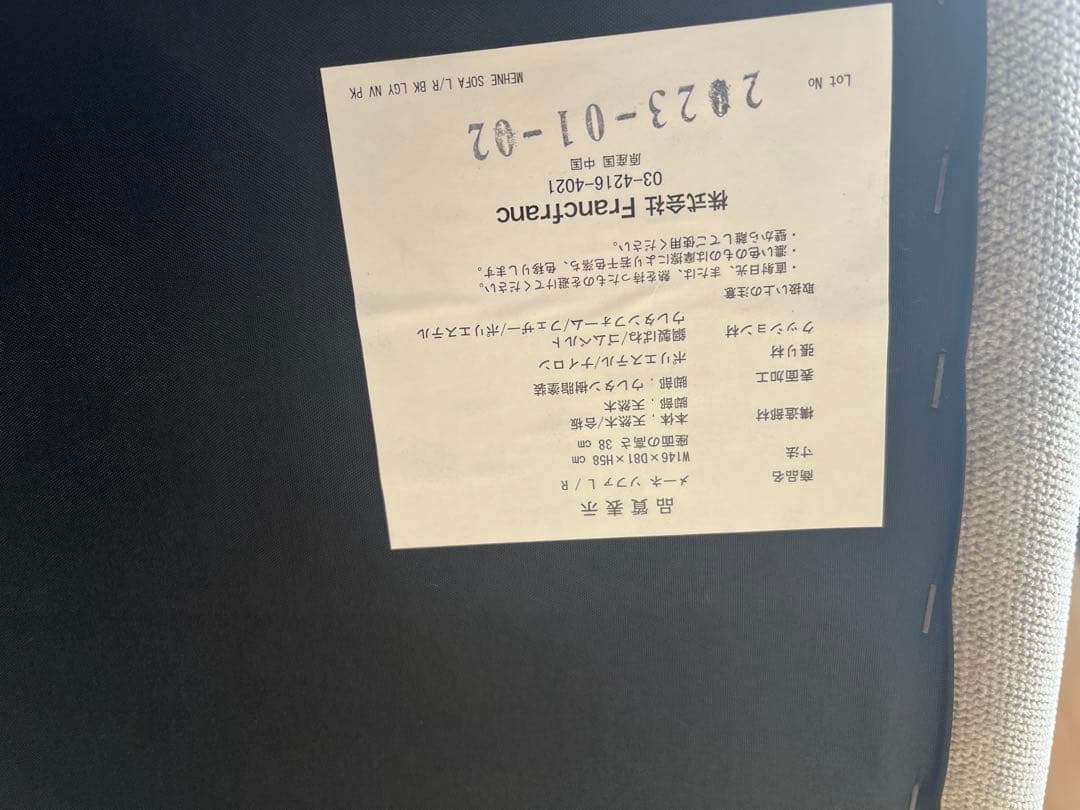 品質表示
商品名 メーネ ソファ L / R
寸法 W146×D81×H58 cm
座面の高さ 38 cm
構造部材 本体．天然木/合板
脚部．天然木
表面加工 脚部．ウレタン樹脂塗装
張り材 ポリエステル/ナイロン
クッション材 鋼製ばね/ゴムベルト
ウレタンフォーム/フェザー/ポリエステル
取扱い上の注意
・直射日光、または、熱を持ったものを避けてください。
・濃い色のものは摩擦により若干色落ち、色移りします。
・壁から離してご使用ください。
株式会社 Francfranc
03-4216-4021
原産国 中国
2023-01-02
Lot No MEHNE SOFA L/R BK LGY NV PK